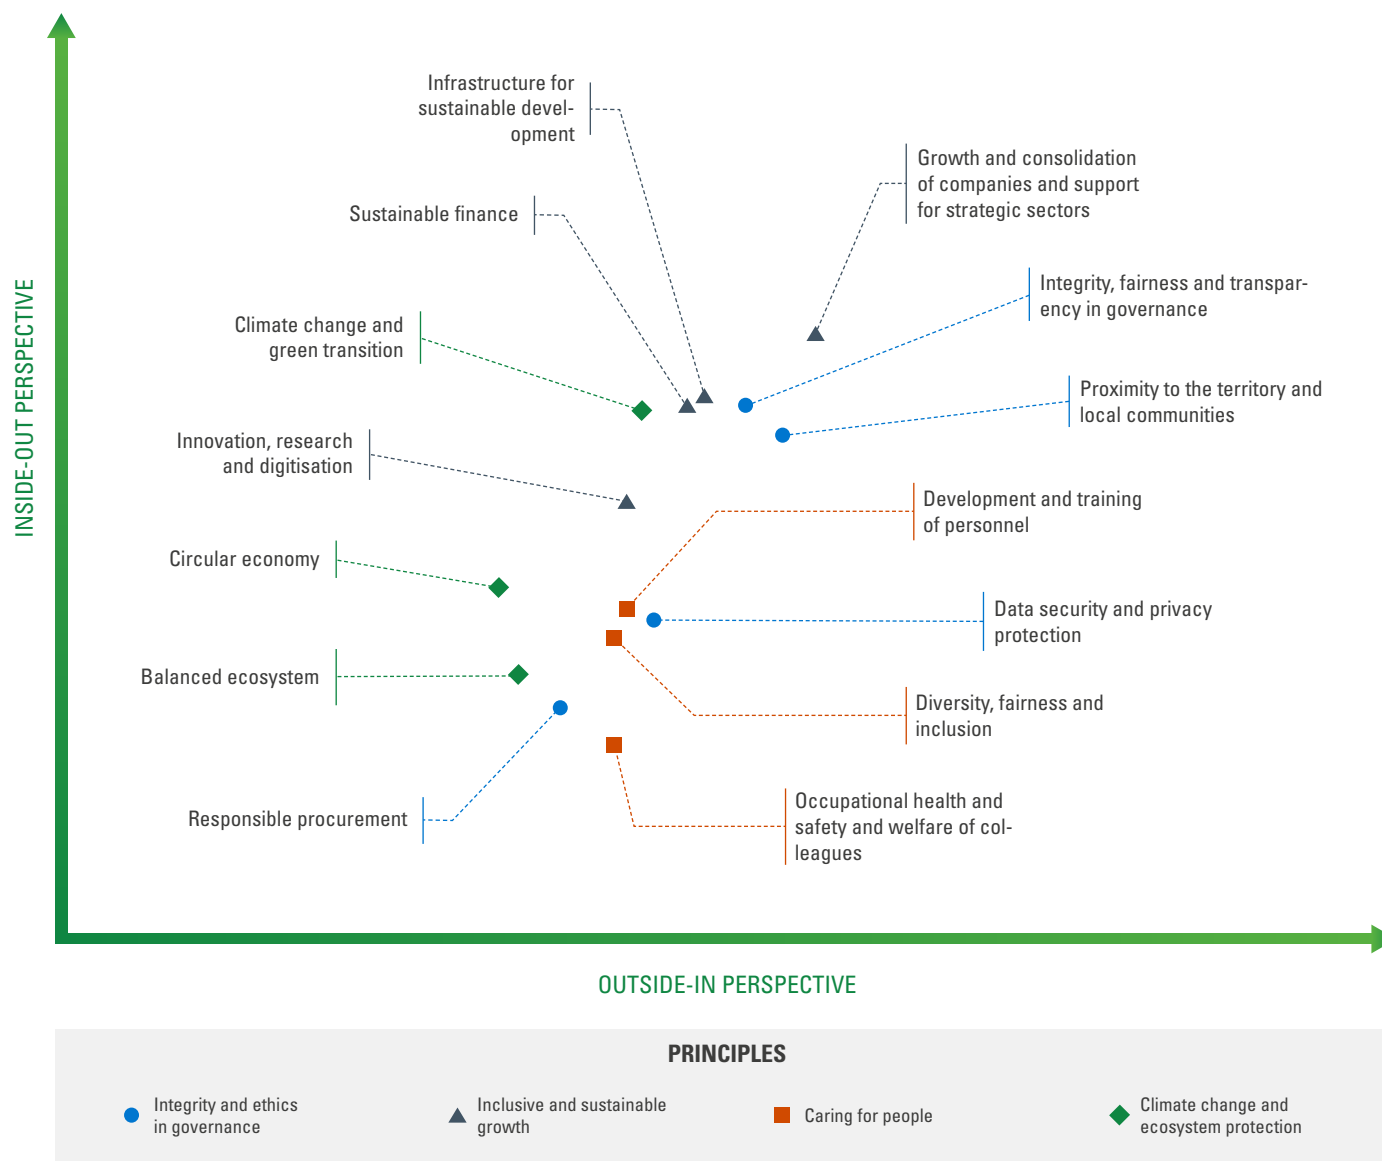 Infrastructure for
sustainable devel-
opment
Growth and consolidation
of companies and support
for strategic sectors
Sustainable finance
Integrity, fairness and transpar-
ency in governance
Climate change and
green transition
Proximity to the territory and
local communities
Innovation, research
and digitisation
Development and training
of personnel
Circular economy
Data security and privacy
protection
Balanced ecosystem
Diversity, fairness and
inclusion
Responsible procurement
Occupational health and
safety and welfare of col-
leagues
INSIDE-OUT PERSPECTIVE
OUTSIDE-IN PERSPECTIVE
PRINCIPLES
Integrity and ethics
in governance
Inclusive and sustainable
growth
Caring for people
Climate change and
ecosystem protection